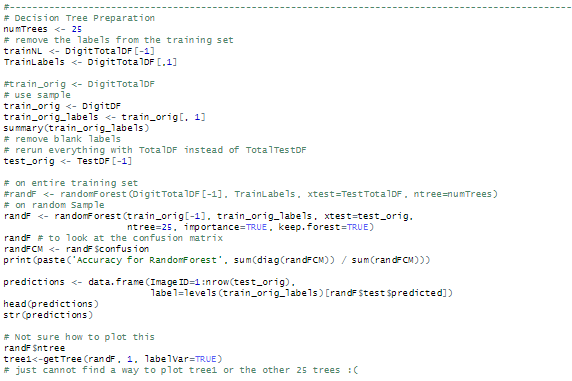 #------------------------------------------------------------------------------------------
# Decision Tree Preparation
numTrees <- 25
# remove the labels from the training set
trainNL <- DigitTotalDF[-1]
TrainLabels <- DigitTotalDF[,1]
#train_orig <- DigitTotalDF
# use sample
train_orig <- DigitDF
train_orig_labels <- train_orig[, 1]
summary(train_orig_labels)
# remove blank labels
# rerun everything with TotalDF instead of TotalTestDF
test_orig <- TestDF[-1]
# on entire training set
#randF <- randomForest(DigitTotalDF[-1], TrainLabels, xtest=TestTotalDF, ntree=numTrees)
# on random Sample
randF <- randomForest(train_orig[-1], train_orig_labels, xtest=test_orig,
ntree=25, importance=TRUE, keep.forest=TRUE)
randF # to look at the confusion matrix
randFCM <- randF$confusion
print(paste('Accuracy for RandomForest', sum(diag(randFCM)) / sum(randFCM)))
predictions <- data.frame(ImageID=1:nrow(test_orig),
label=levels(train_orig_labels)[randF$test$predicted])
head(predictions)
str(predictions)
# Not sure how to plot this
randF$ntree
tree1<-getTree(randF, 1, labelVar=TRUE)
# just cannot find a way to plot tree1 or the other 25 trees :(